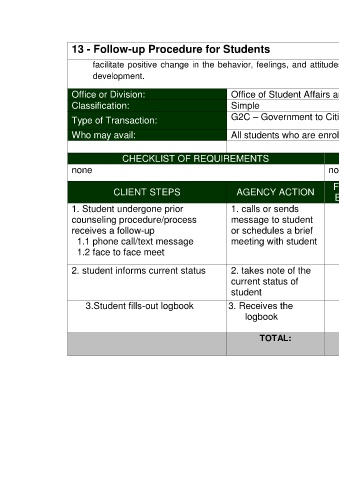 13 - Follow-up Procedure for Students
facilitate positive change in the behavior, feelings, and
development.
Office or Division:
Office of Student Affairs
Classification:
Simple
Type of Transaction:
G2C – Government to
Who may avail:
All students who are
CHECKLIST OF REQUIREMENTS
none
CLIENT STEPS
AGENCY ACTION
1. Student undergone prior
counseling procedure/process
receives a follow-up
1.1 phone call/text message
1.2 face to face meet
1. calls or sends
message to student
or schedules a brief
meeting with student
2. student informs current status
2. takes note of the
current status of
student
3.Student fills-out logbook
3. Receives the
logbook
TOTAL: